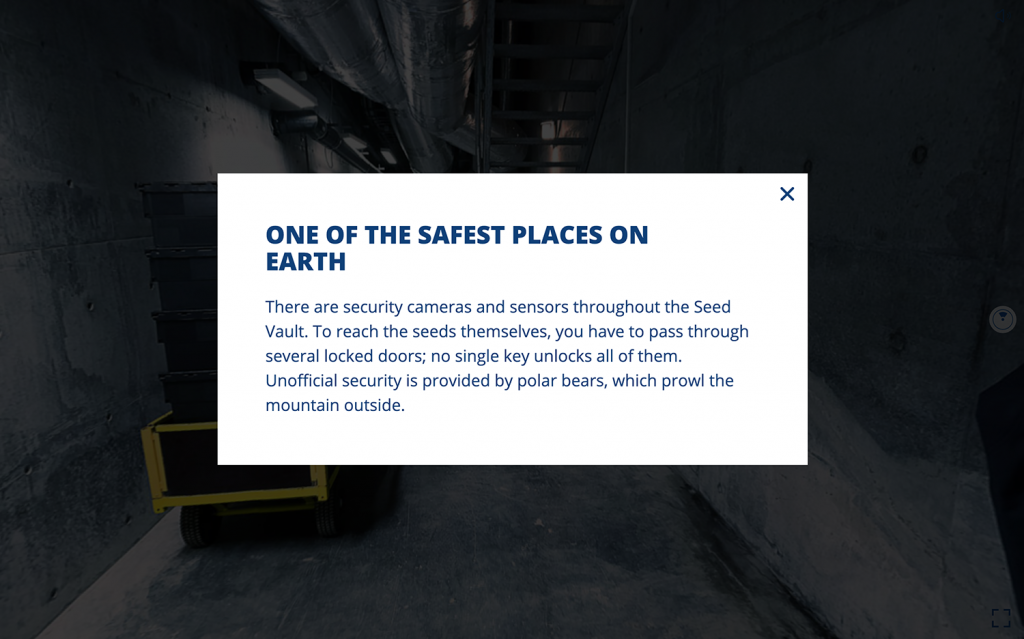 ONE OF THE SAFEST PLACES ON
EARTH
There are security cameras and sensors throughout the Seed
Vault. To reach the seeds themselves, you have to pass through
several locked doors; no single key unlocks all of them.
Unofficial security is provided by polar bears, which prowl the
mountain outside.